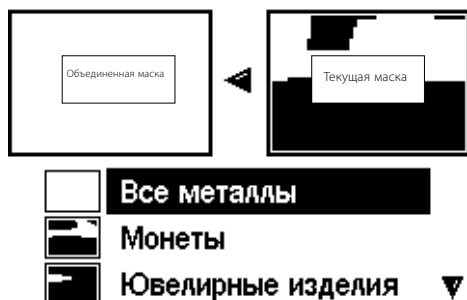 Объединенная маска
Текущая маска
Все металлы
Монеты
Ювелирные изделия